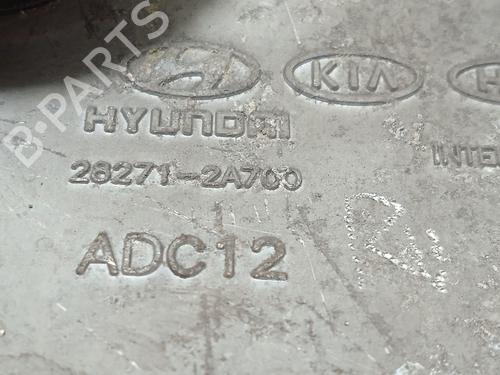 B-PARTS
KIA
HYUNDAI
INTE
28271-2A700
ADC12